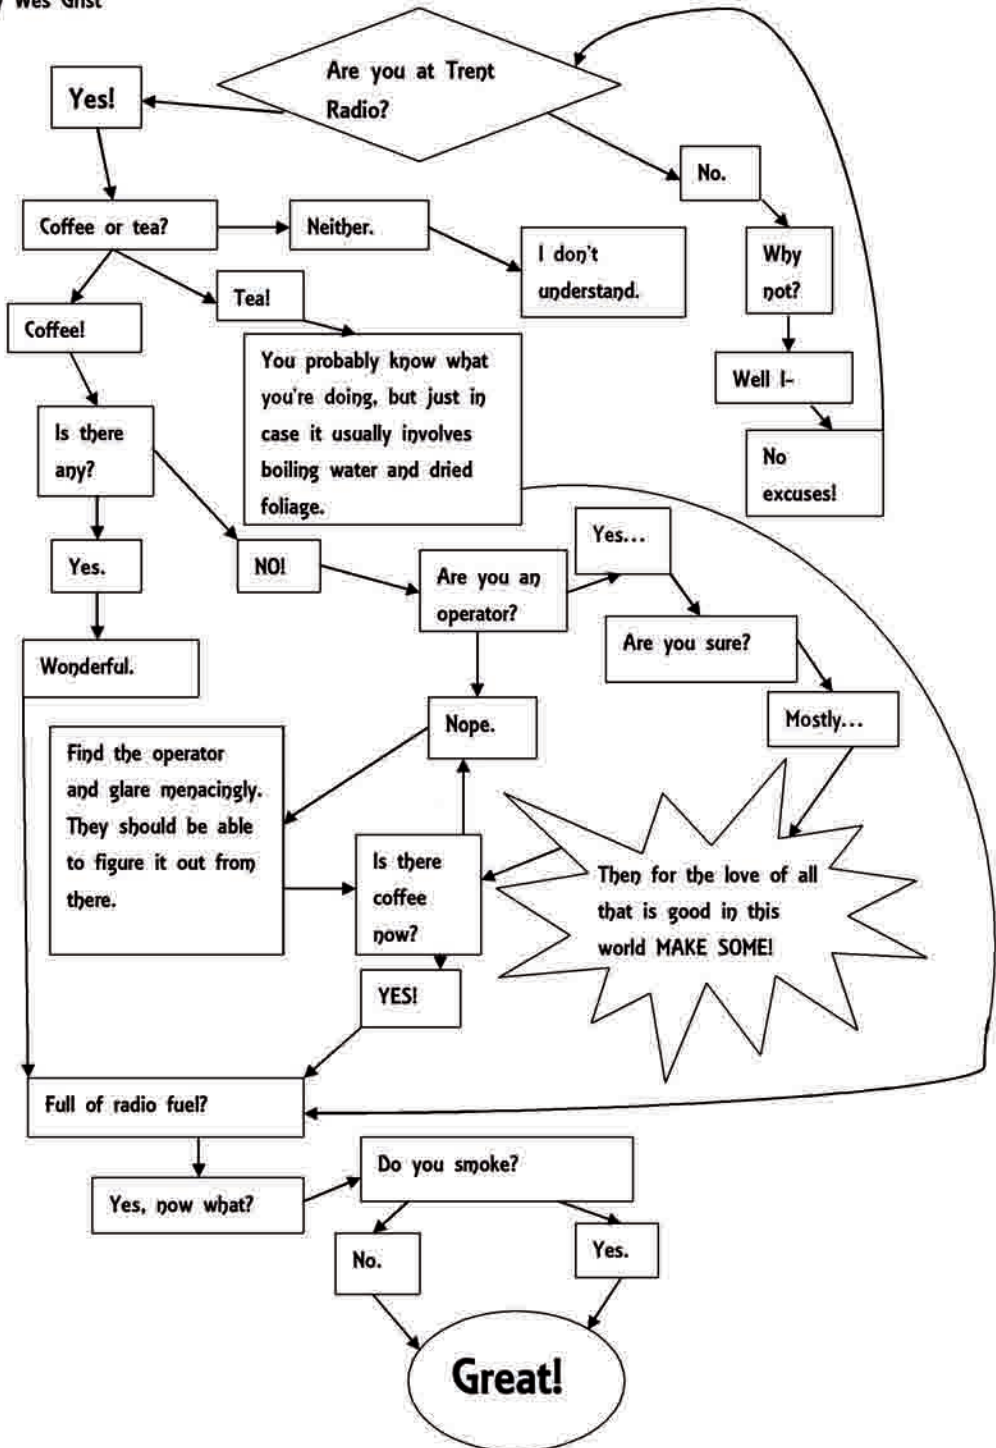 Wes Grist
Are you at Trent
Radio?
Yes!
No.
Coffee or tea?
Neither.
I don't
understand.
Why
not?
Tea!
Coffee!
You probably know what
you're doing, but just in
case it usually involves
boiling water and dried
foliage.
Well I-
No
excuses!
Is there
any?
Yes.
NO!
Are you an
operator?
Yes...
Are you sure?
Wonderful.
Mostly...
Nope.
Find the operator
and glare menacingly.
They should be able
to figure it out from
there.
Is there
coffee
now?
Then for the love of all
that is good in this
world MAKE SOME!
YES!
Full of radio fuel?
Yes, now what?
Do you smoke?
No.
Yes.
Great!